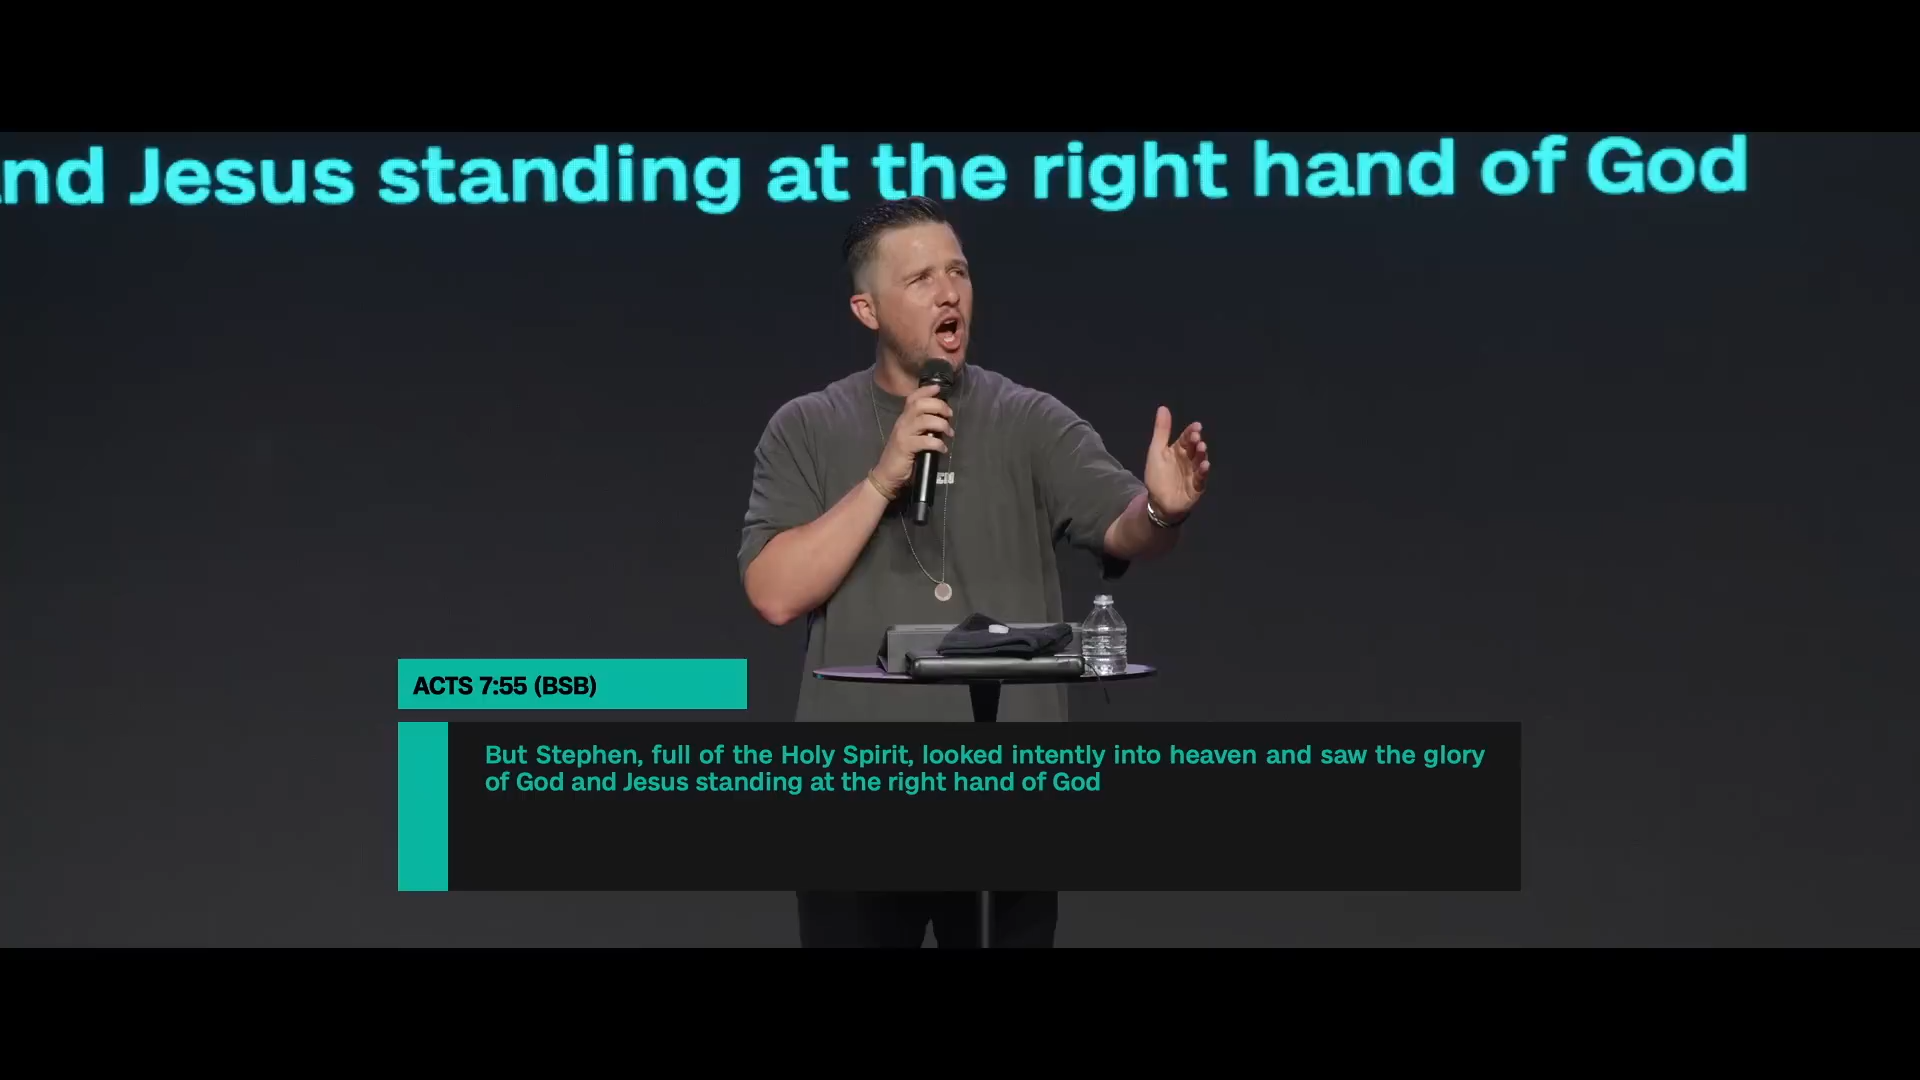 nd Jesus standing at the right hand of God
ACTS 7:55 (BSB)
But Stephen, full of the Holy Spirit, looked intently into heaven and saw the glory
of God and Jesus standing at the right hand of God